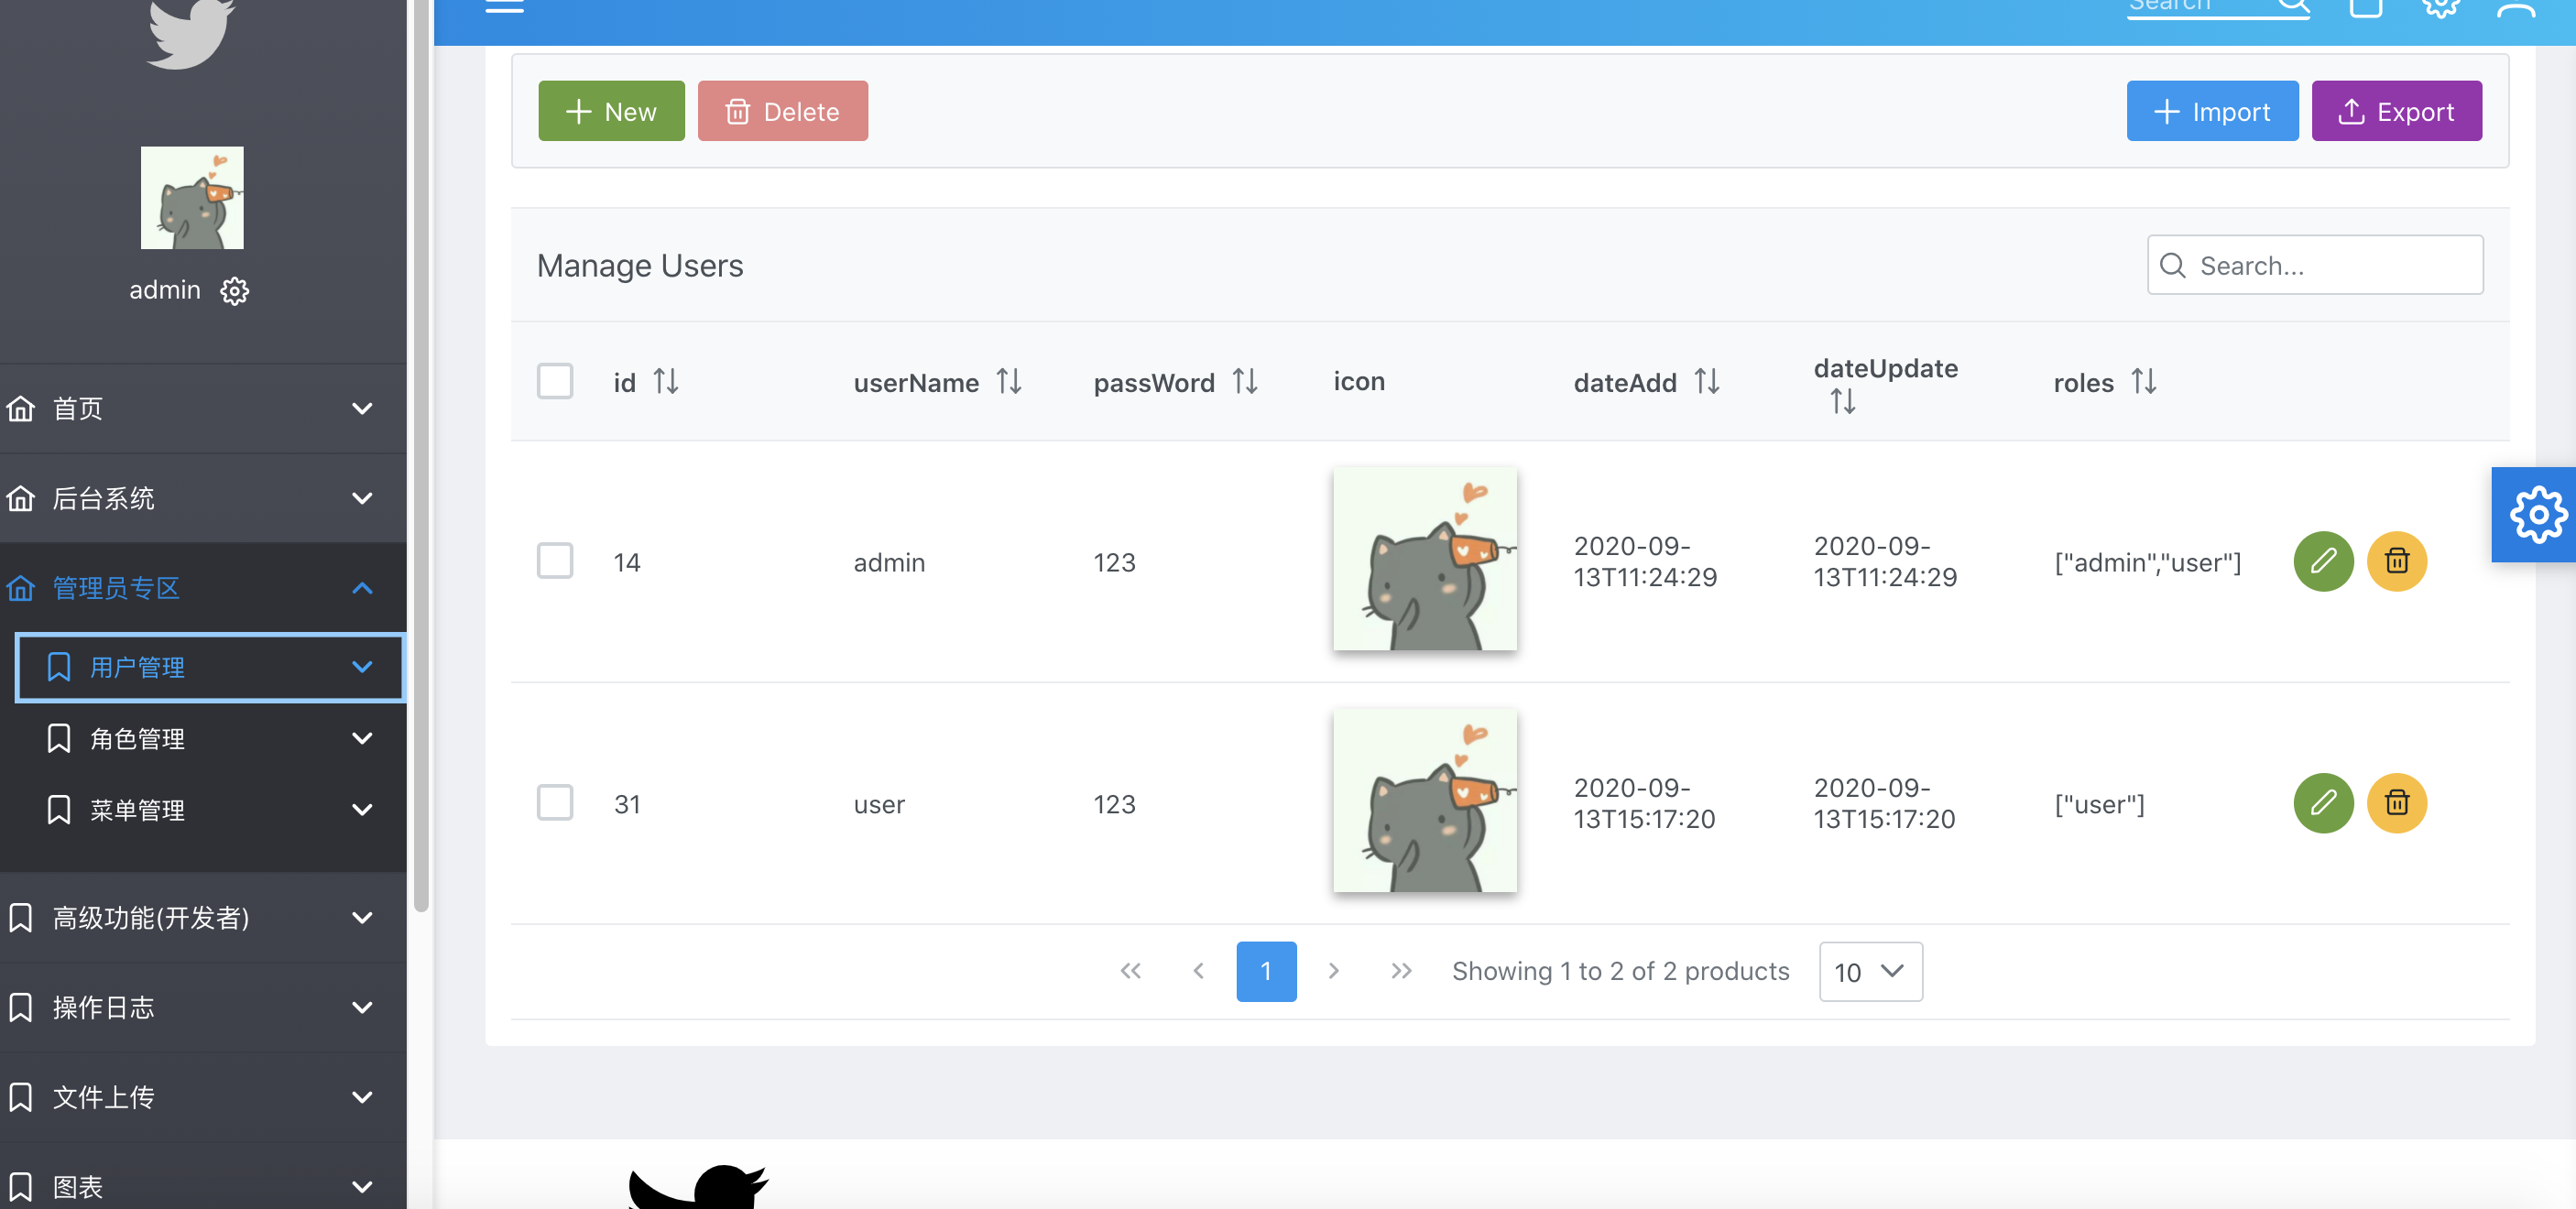 Search
admin
首页
后台系统
管理员专区
用户管理
角色管理
菜单管理
高级功能(开发者)
操作日志
文件上传
图表
New
Delete
Import
Export
Manage Users
Search...
id
userName
passWord
icon
dateAdd
dateUpdate
roles
14
admin
123
2020-09-
13T11:24:29
2020-09-
13T11:24:29
["admin","user"]
31
user
123
2020-09-
13T15:17:20
2020-09-
13T15:17:20
["user"]
1
Showing 1 to 2 of 2 products
10